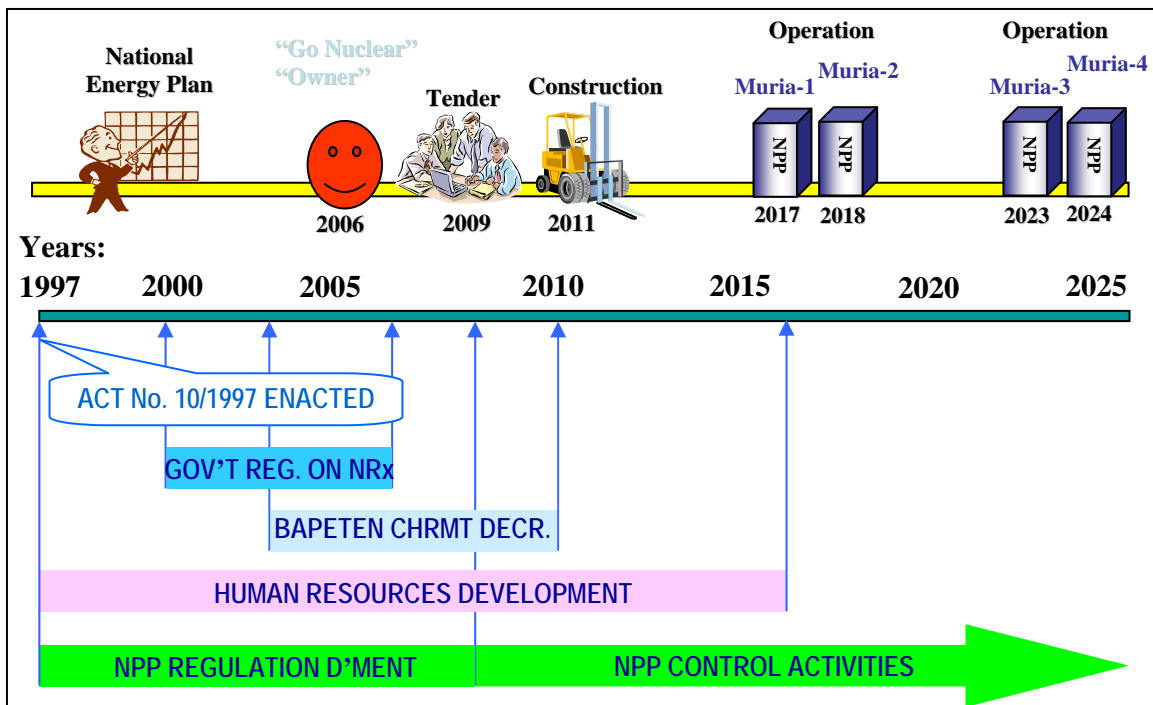 National
Energy Plan
“Go Nuclear”
“Owner”
Tender
Construction
Operation
Muria-1
Muria-2
Operation
Muria-3
Muria-4
NPP
NPP
NPP
NPP
2006
2009
2011
2017
2018
2023
2024
Years:
1997 2000 2005 2010 2015 2020 2025
ACT No. 10/1997 ENACTED
GOV’T REG. ON NRx
BAPETEN CHRMT DECR.
HUMAN RESOURCES DEVELOPMENT
NPP REGULATION D’MENT
NPP CONTROL ACTIVITIES